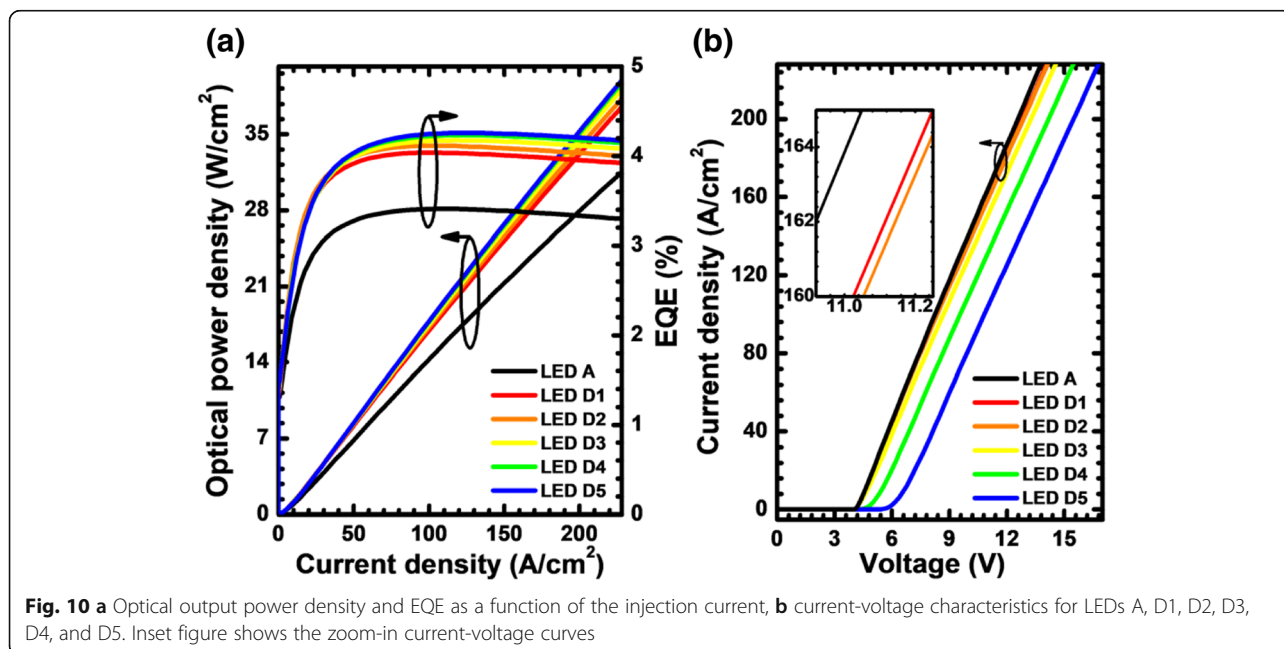 (a)
Optical power density (W/cm²)
35
28
21
14
7
0
0 50 100 150 200
Current density (A/cm²)
5
4
3
2
1
0
EQE (%)
LED A
LED D1
LED D2
LED D3
LED D4
LED D5
(b)
Current density (A/cm²)
200
160
120
80
40
0
0 3 6 9 12 15
Voltage (V)
164
162
160
11.0 11.2
LED A
LED D1
LED D2
LED D3
LED D4
LED D5
Fig. 10 a Optical output power density and EQE as a function of the injection current, b current-voltage characteristics for LEDs A, D1, D2, D3,
D4, and D5. Inset figure shows the zoom-in current-voltage curves